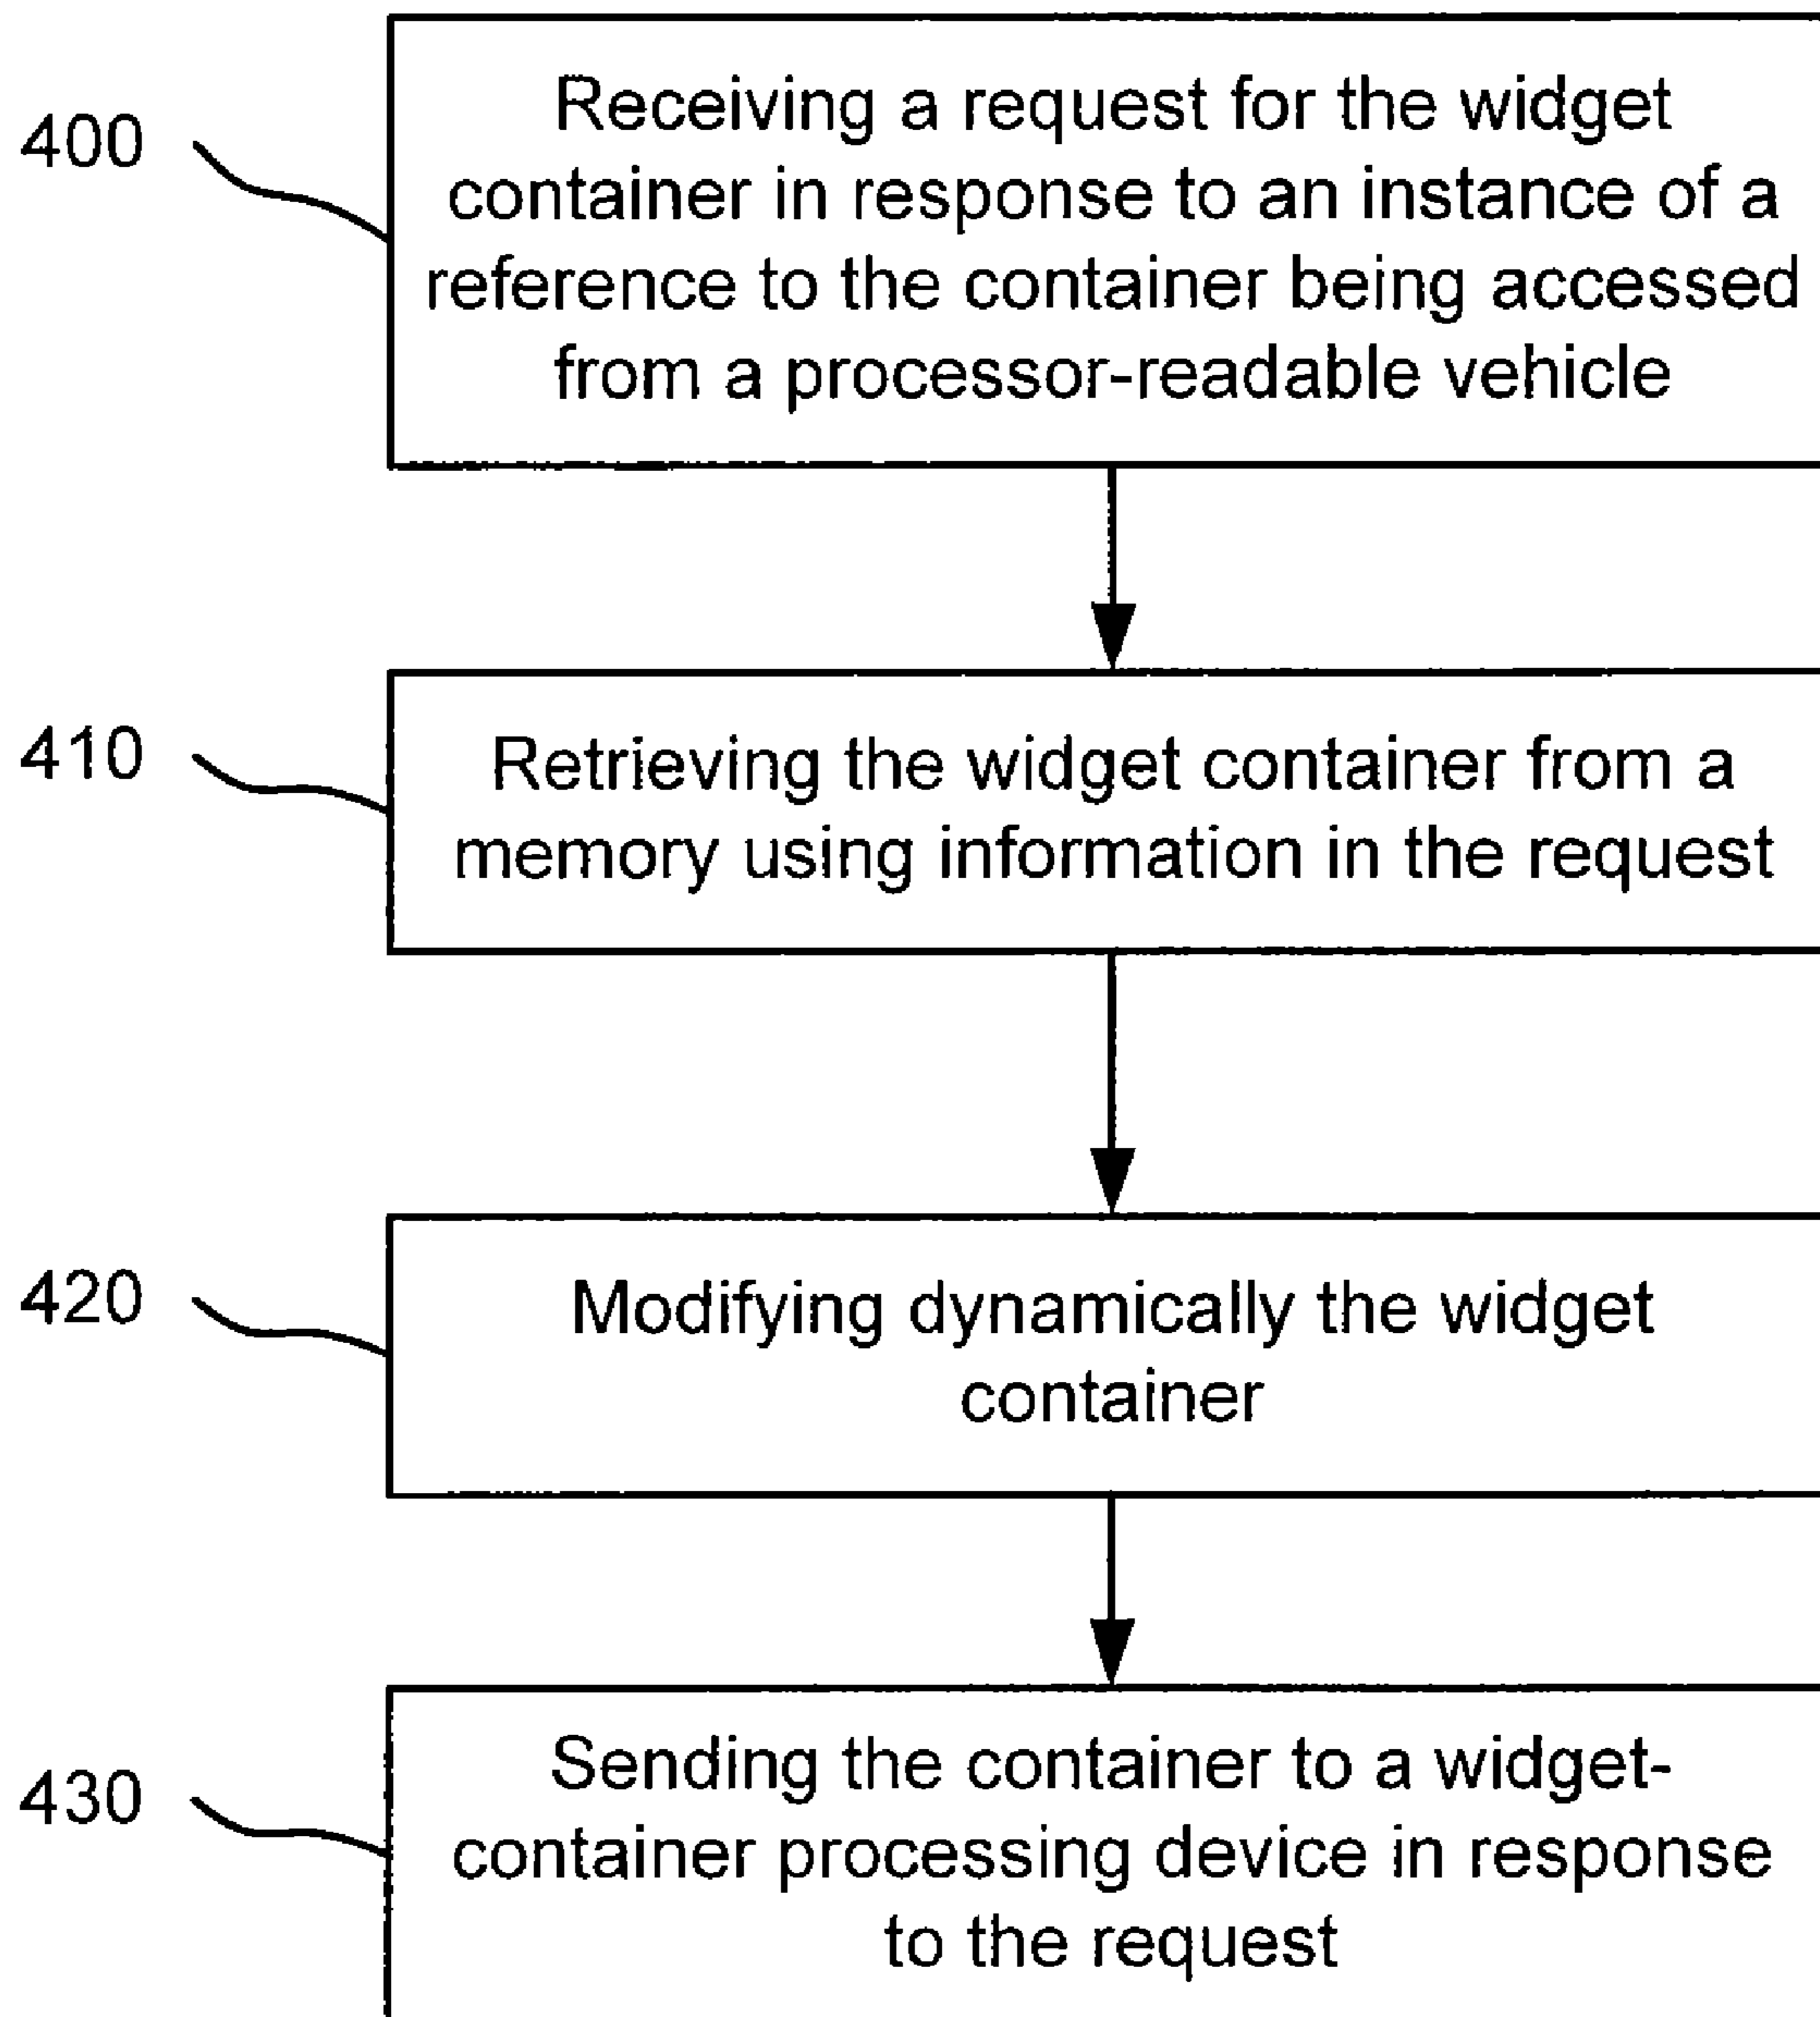 400
Receiving a request for the widget
container in response to an instance of a
reference to the container being accessed
from a processor-readable vehicle
410
Retrieving the widget container from a
memory using information in the request
420
Modifying dynamically the widget
container
430
Sending the container to a widget-
container processing device in response
to the request